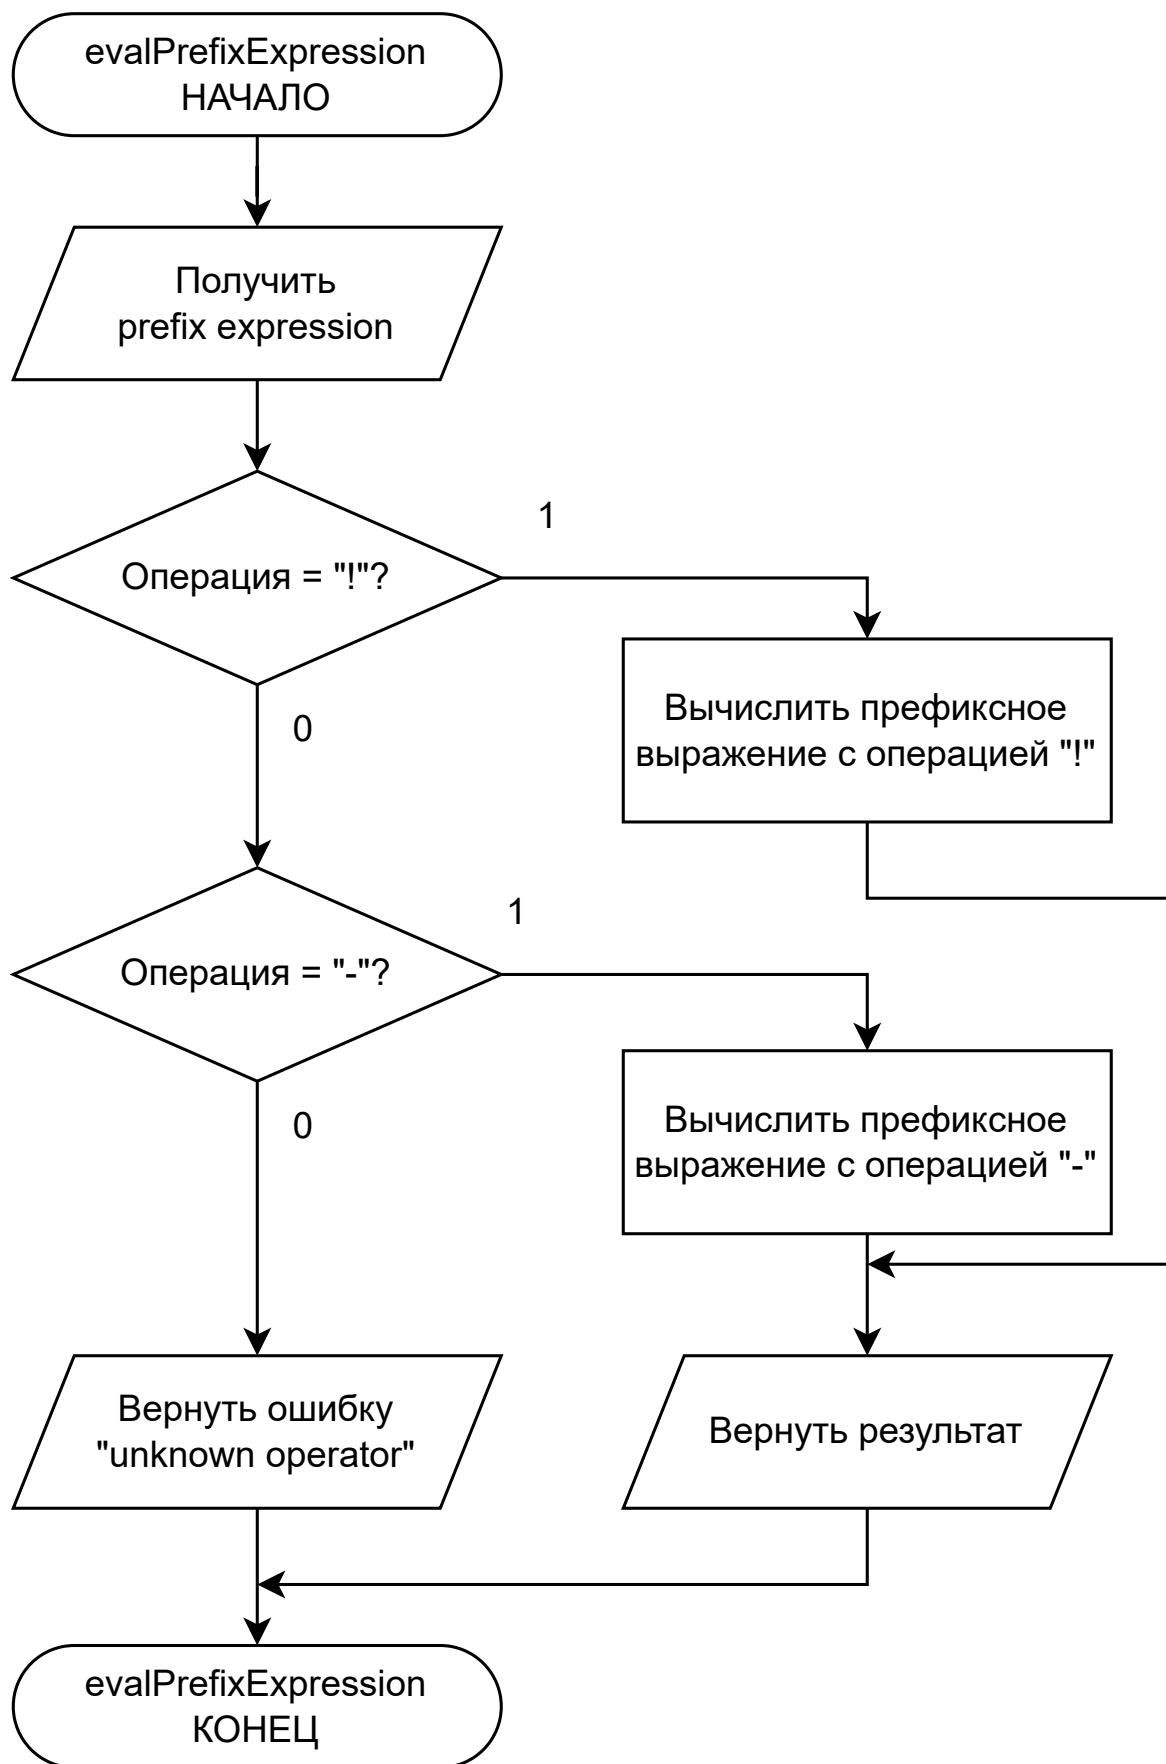 evalPrefixExpression
НАЧАЛО
Получить
prefix expression
Операция = "!"?
1
0
Вычислить префиксное
выражение с операцией "!"
Операция = "-"?
1
0
Вычислить префиксное
выражение с операцией "-"
Вернуть ошибку
"unknown operator"
Вернуть результат
evalPrefixExpression
КОНЕЦ